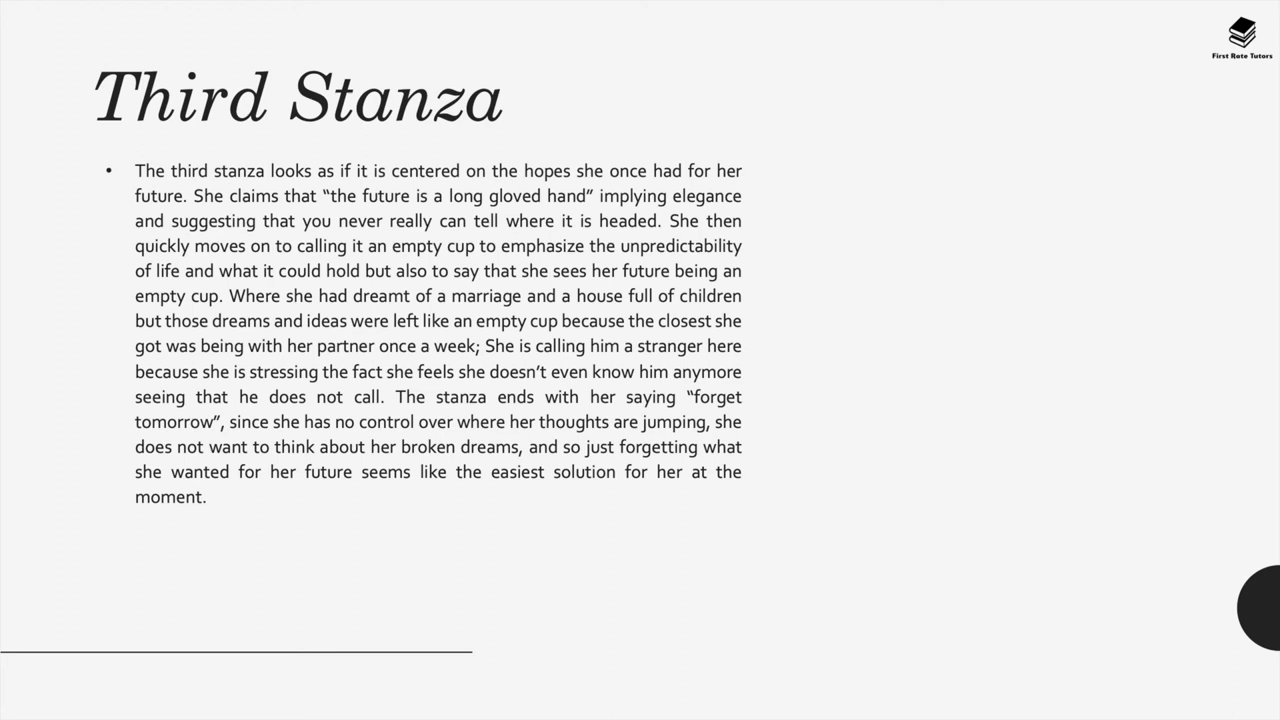 First Rate Tutors
Third Stanza
• The third stanza looks as if it is centered on the hopes she once had for her
future. She claims that “the future is a long gloved hand” implying elegance
and suggesting that you never really can tell where it is headed. She then
quickly moves on to calling it an empty cup to emphasize the unpredictability
of life and what it could hold but also to say that she sees her future being an
empty cup. Where she had dreamt of a marriage and a house full of children
but those dreams and ideas were left like an empty cup because the closest she
got was being with her partner once a week; She is calling him a stranger here
because she is stressing the fact she feels she doesn’t even know him anymore
seeing that he does not call. The stanza ends with her saying “forget
tomorrow”, since she has no control over where her thoughts are jumping, she
does not want to think about her broken dreams, and so just forgetting what
she wanted for her future seems like the easiest solution for her at the
moment.